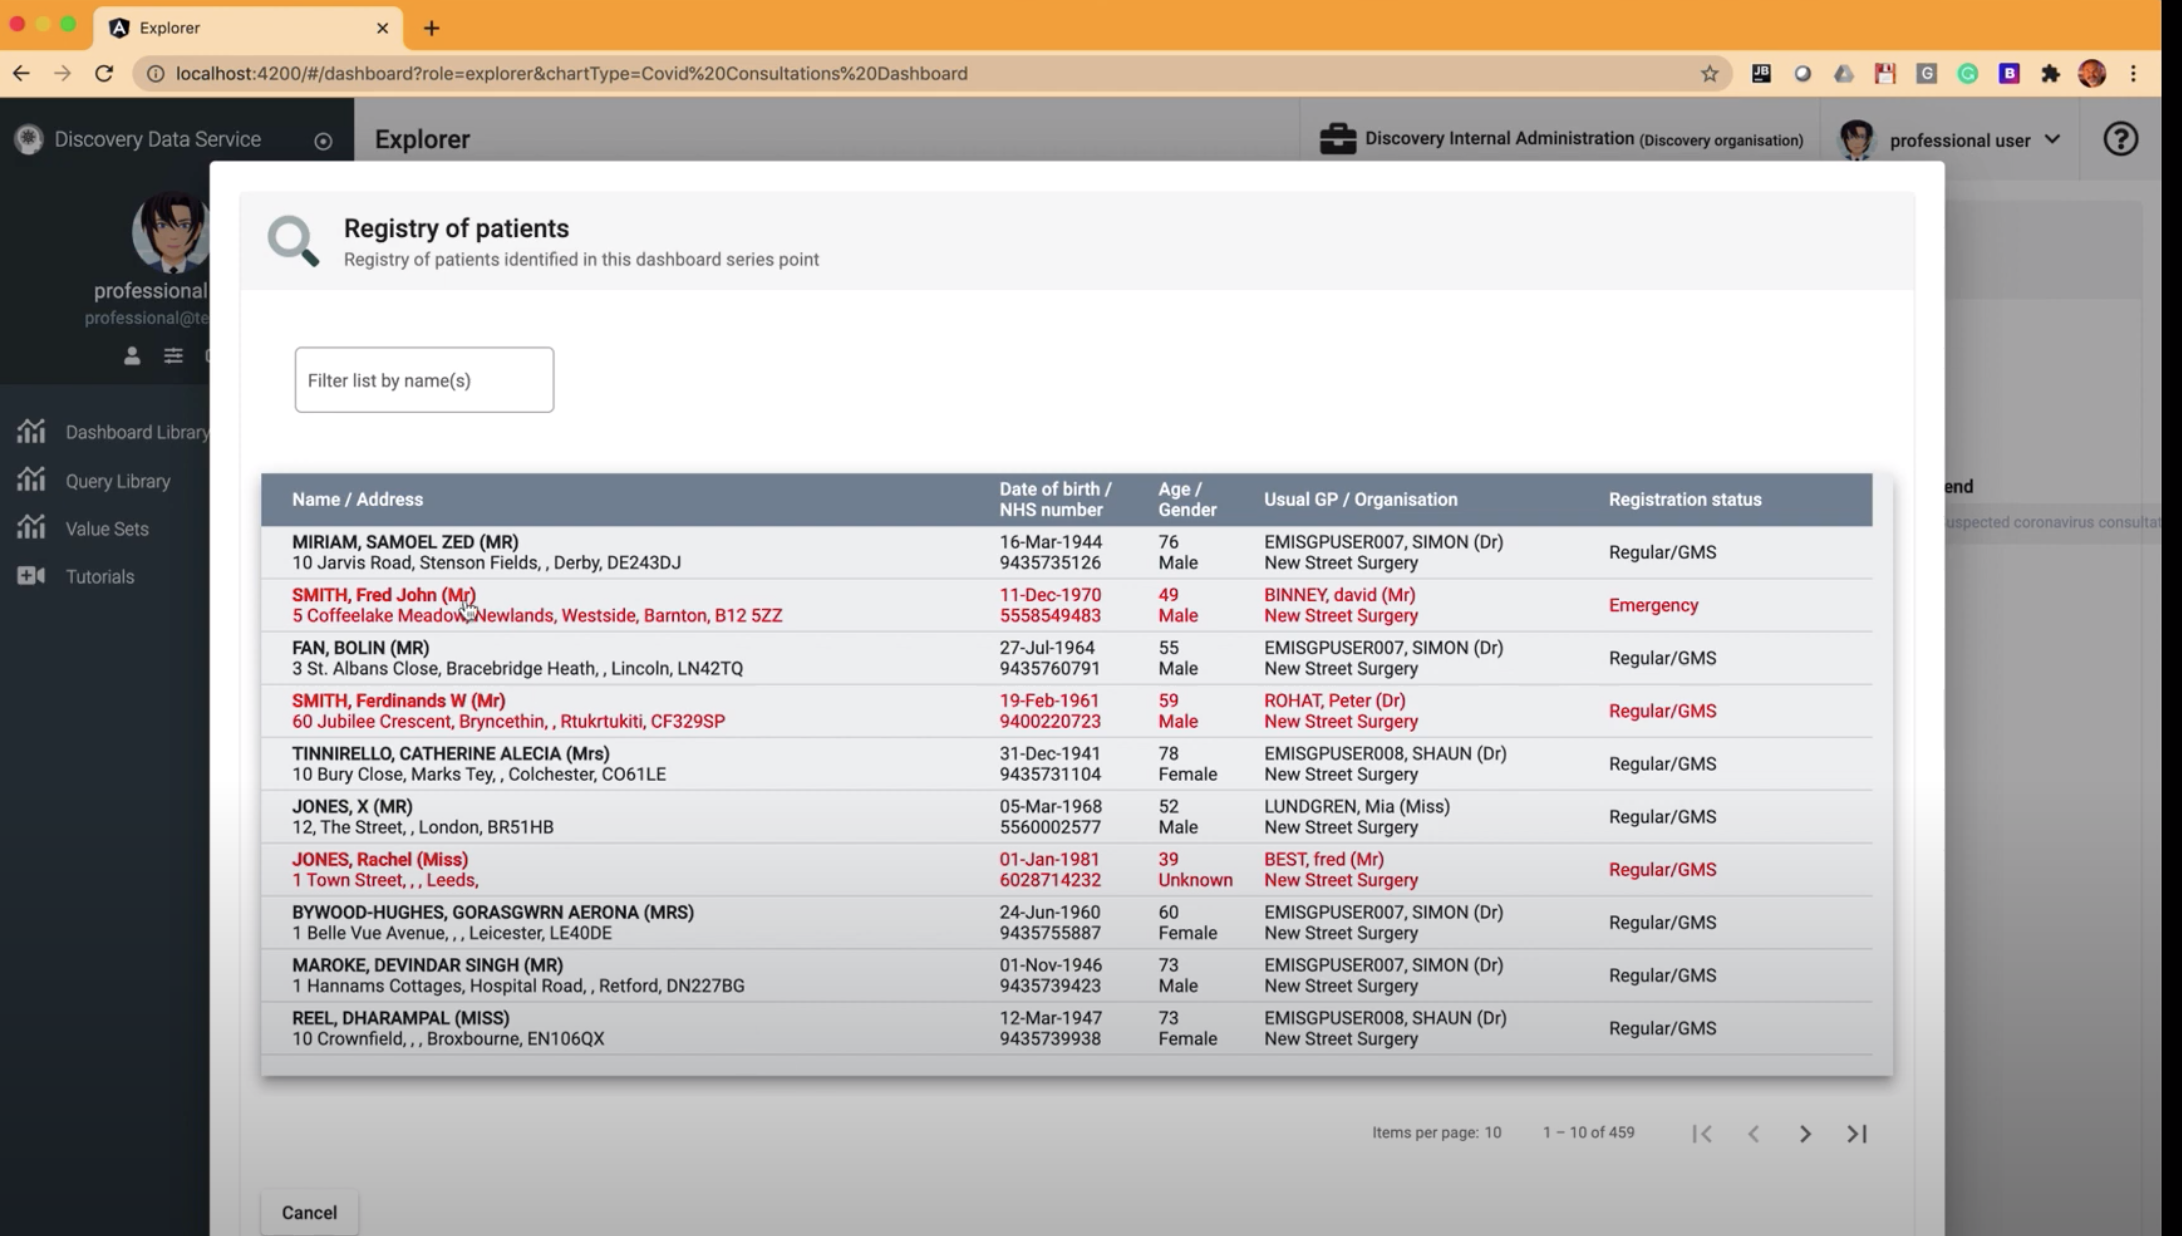 Explorer
localhost:4200/#/dashboard?role=explorer&chartType=Covid%20Consultations%20Dashboard
Discovery Data Service
Explorer
Discovery Internal Administration (Discovery organisation)
professional user
professional
professional@te
Dashboard Library
Query Library
Value Sets
Tutorials
end
uspected coronavirus consultat
Registry of patients
Registry of patients identified in this dashboard series point
Filter list by name(s)
Name / Address Date of birth / NHS number Age / Gender Usual GP / Organisation Registration status
MIRIAM, SAMOEL ZED (MR) 16-Mar-1944 76 EMISGPUSER007, SIMON (Dr) Regular/GMS
10 Jarvis Road, Stenson Fields, , Derby, DE243DJ 9435735126 Male New Street Surgery
SMITH, Fred John (Mr) 11-Dec-1970 49 BINNEY, david (Mr) Emergency
5 Coffeelake Meadow, Newlands, Westside, Barnton, B12 5ZZ 5558549483 Male New Street Surgery
FAN, BOLIN (MR) 27-Jul-1964 55 EMISGPUSER007, SIMON (Dr) Regular/GMS
3 St. Albans Close, Bracebridge Heath, , Lincoln, LN42TQ 9435760791 Male New Street Surgery
SMITH, Ferdinands W (Mr) 19-Feb-1961 59 ROHAT, Peter (Dr) Regular/GMS
60 Jubilee Crescent, Bryncethin, , Rtukrtukiti, CF329SP 9400220723 Male New Street Surgery
TINNIRELLO, CATHERINE ALECIA (Mrs) 31-Dec-1941 78 EMISGPUSER008, SHAUN (Dr) Regular/GMS
10 Bury Close, Marks Tey, , Colchester, CO61LE 9435731104 Female New Street Surgery
JONES, X (MR) 05-Mar-1968 52 LUNDGREN, Mia (Miss) Regular/GMS
12, The Street, , London, BR51HB 5560002577 Male New Street Surgery
JONES, Rachel (Miss) 01-Jan-1981 39 BEST, fred (Mr) Regular/GMS
1 Town Street, , , Leeds, 6028714232 Unknown New Street Surgery
BYWOOD-HUGHES, GORASGWRN AERONA (MRS) 24-Jun-1960 60 EMISGPUSER007, SIMON (Dr) Regular/GMS
1 Belle Vue Avenue, , , Leicester, LE40DE 9435755887 Female New Street Surgery
MAROKE, DEVINDAR SINGH (MR) 01-Nov-1946 73 EMISGPUSER007, SIMON (Dr) Regular/GMS
1 Hannams Cottages, Hospital Road, , Retford, DN227BG 9435739423 Male New Street Surgery
REEL, DHARAMPAL (MISS) 12-Mar-1947 73 EMISGPUSER008, SHAUN (Dr) Regular/GMS
10 Crownfield, , , Broxbourne, EN106QX 9435739938 Female New Street Surgery
Items per page: 10 1 – 10 of 459
Cancel